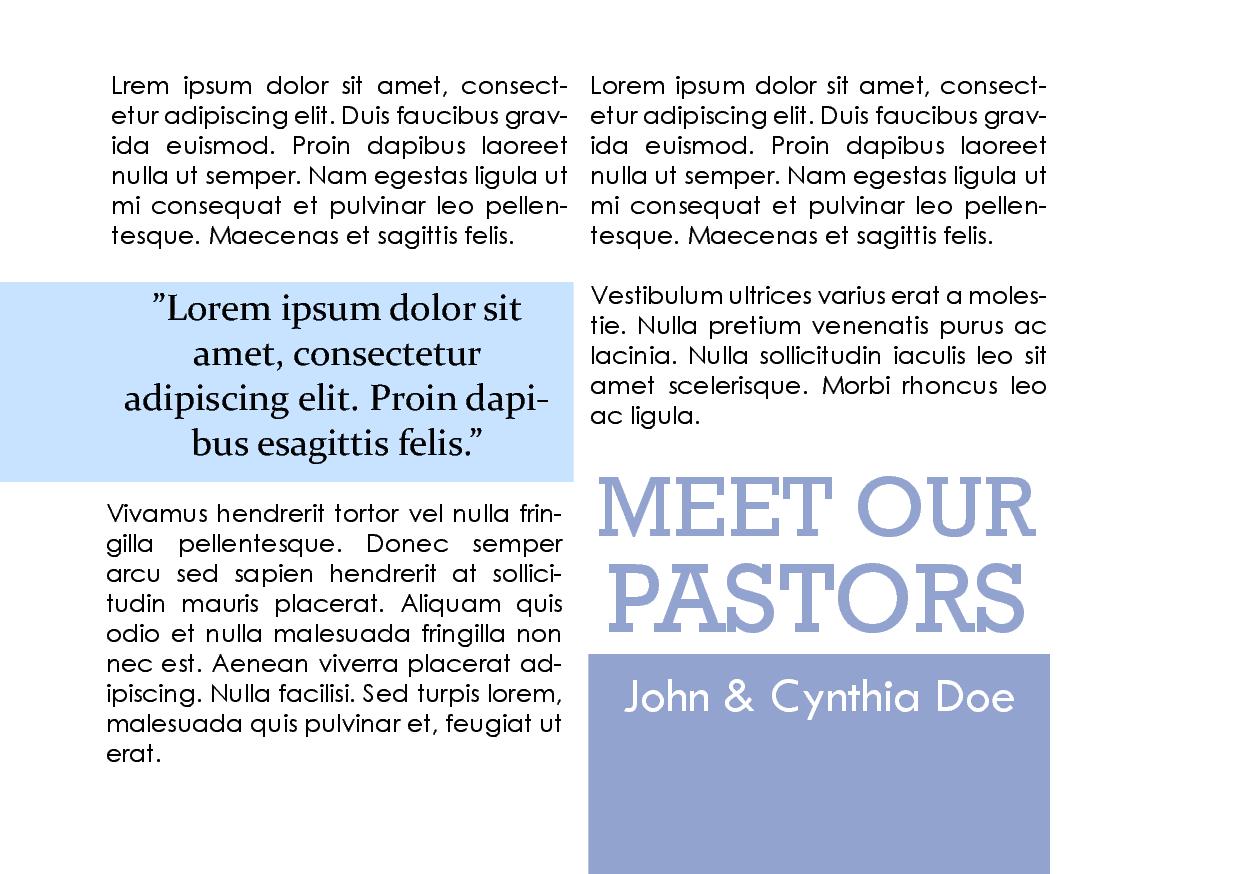 Lrem ipsum dolor sit amet, consect-
etur adipiscing elit. Duis faucibus grav-
ida euismod. Proin dapibus laoreet
nulla ut semper. Nam egestas ligula ut
mi consequat et pulvinar leo pellen-
tesque. Maecenas et sagittis felis.
”Lorem ipsum dolor sit
amet, consectetur
adipiscing elit. Proin dapi-
bus esagittis felis.”
Vivamus hendrerit tortor vel nulla frin-
gilla pellentesque. Donec semper
arcu sed sapien hendrerit at sollici-
tudin mauris placerat. Aliquam quis
odio et nulla malesuada fringilla non
nec est. Aenean viverra placerat ad-
ipiscing. Nulla facilisi. Sed turpis lorem,
malesuada quis pulvinar et, feugiat ut
erat.
Lorem ipsum dolor sit amet, consect-
etur adipiscing elit. Duis faucibus grav-
ida euismod. Proin dapibus laoreet
nulla ut semper. Nam egestas ligula ut
mi consequat et pulvinar leo pellen-
tesque. Maecenas et sagittis felis.
Vestibulum ultrices varius erat a moles-
tie. Nulla pretium venenatis purus ac
lacinia. Nulla sollicitudin iaculis leo sit
amet scelerisque. Morbi rhoncus leo
ac ligula.
MEET OUR
PASTORS
John & Cynthia Doe